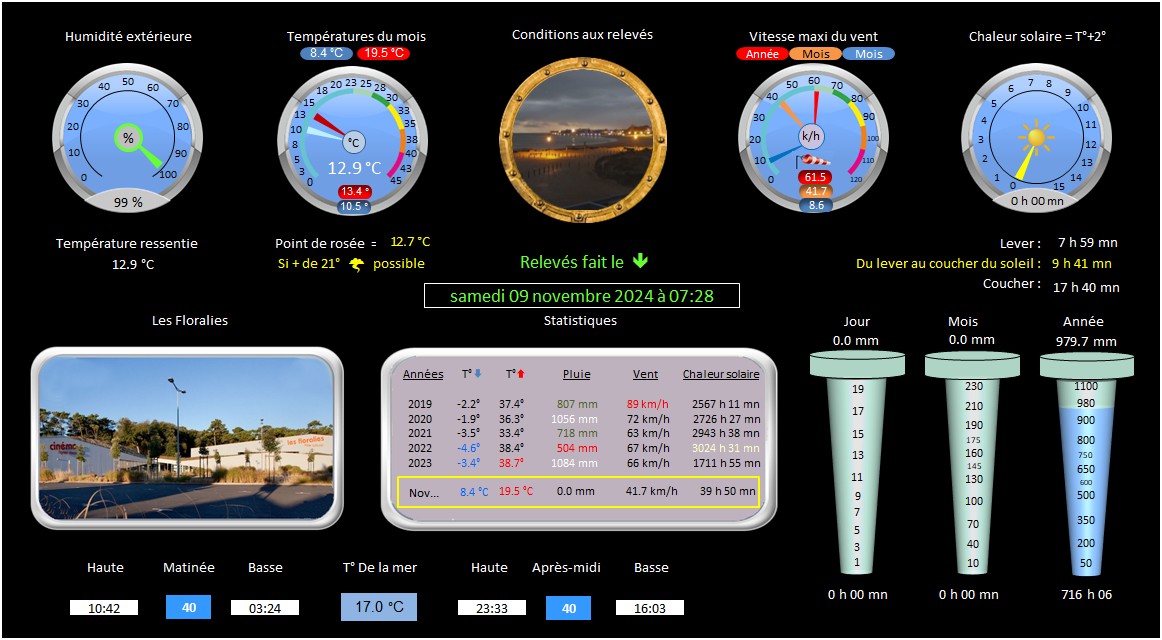 Humidité extérieure
Températures du mois
Conditions aux relevés
Vitesse maxi du vent
Chaleur solaire = T°+2°
8.4 °C 19.5 °C
Année Mois Mois
0 10 20 30 40 50 60 70 80 90 100
%
99 %
0 3 5 8 10 13 15 18 20 23 25 28 30 33 35 38 40 43 45
°C
12.9 °C
13.4 °
10.5 °
0 10 20 30 40 50 60 70 80 90 100 110 120
k/h
61.5
41.7
8.6
0 1 2 3 4 5 6 7 8 9 10 11 12 13 14 15
0 h 00 mn
Température ressentie
12.9 °C
Point de rosée = 12.7 °C
Si + de 21° possible
Relevés fait le
samedi 09 novembre 2024 à 07:28
Lever : 7 h 59 mn
Du lever au coucher du soleil : 9 h 41 mn
Coucher : 17 h 40 mn
Les Floralies
cinéma
les floralies
Statistiques
Années T° T° Pluie Vent Chaleur solaire
2019 -2.2° 37.4° 807 mm 89 km/h 2567 h 11 mn
2020 -1.9° 36.3° 1056 mm 72 km/h 2726 h 27 mn
2021 -3.5° 33.4° 718 mm 63 km/h 2943 h 38 mn
2022 -4.6° 38.4° 504 mm 67 km/h 3024 h 31 mn
2023 -3.4° 38.7° 1084 mm 66 km/h 1711 h 55 mn
Nov... 8.4 °C 19.5 °C 0.0 mm 41.7 km/h 39 h 50 mn
Jour
0.0 mm
19
17
15
13
11
9
7
5
3
1
0 h 00 mn
Mois
0.0 mm
230
210
190
175
160
145
130
100
70
40
10
0 h 00 mn
Année
979.7 mm
1100
980
900
800
750
650
600
500
350
200
50
716 h 06
Haute Matinée Basse
10:42 40 03:24
T° De la mer
17.0 °C
Haute Après-midi Basse
23:33 40 16:03